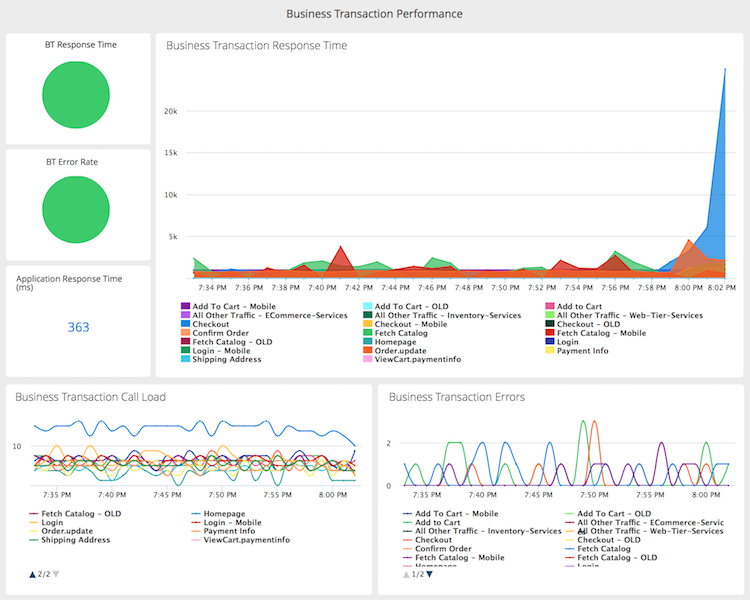 Business Transaction Performance
BT Response Time
BT Error Rate
Application Response Time
(ms)
363
Business Transaction Response Time
20k
15k
10k
5k
7:34 PM 7:36 PM 7:38 PM 7:40 PM 7:42 PM 7:44 PM 7:46 PM 7:48 PM 7:50 PM 7:52 PM 7:54 PM 7:56 PM 7:58 PM 8:00 PM 8:02 PM
Add To Cart - Mobile Add To Cart - OLD Add to Cart
All Other Traffic - ECommerce-Services All Other Traffic - Inventory-Services All Other Traffic - Web-Tier-Services
Checkout Checkout - Mobile Checkout - OLD
Confirm Order Fetch Catalog Fetch Catalog - Mobile
Fetch Catalog - OLD Homepage Login
Login - Mobile Order.update Payment Info
Shipping Address ViewCart.paymentinfo
Business Transaction Call Load
10
7:35 PM 7:40 PM 7:45 PM 7:50 PM 7:55 PM 8:00 PM
Fetch Catalog - OLD Homepage
Login Login - Mobile
Order.update Payment Info
Shipping Address ViewCart.paymentinfo
2/2
Business Transaction Errors
2
0
7:35 PM 7:40 PM 7:45 PM 7:50 PM 7:55 PM 8:00 PM
Add To Cart - Mobile Add To Cart - OLD
Add to Cart All Other Traffic - ECommerce-Servic
All Other Traffic - Inventory-Services All Other Traffic - Web-Tier-Services
Checkout Checkout - OLD
Confirm Order Fetch Catalog
Fetch Catalog - Mobile Fetch Catalog - OLD
Homepage Login
1/2